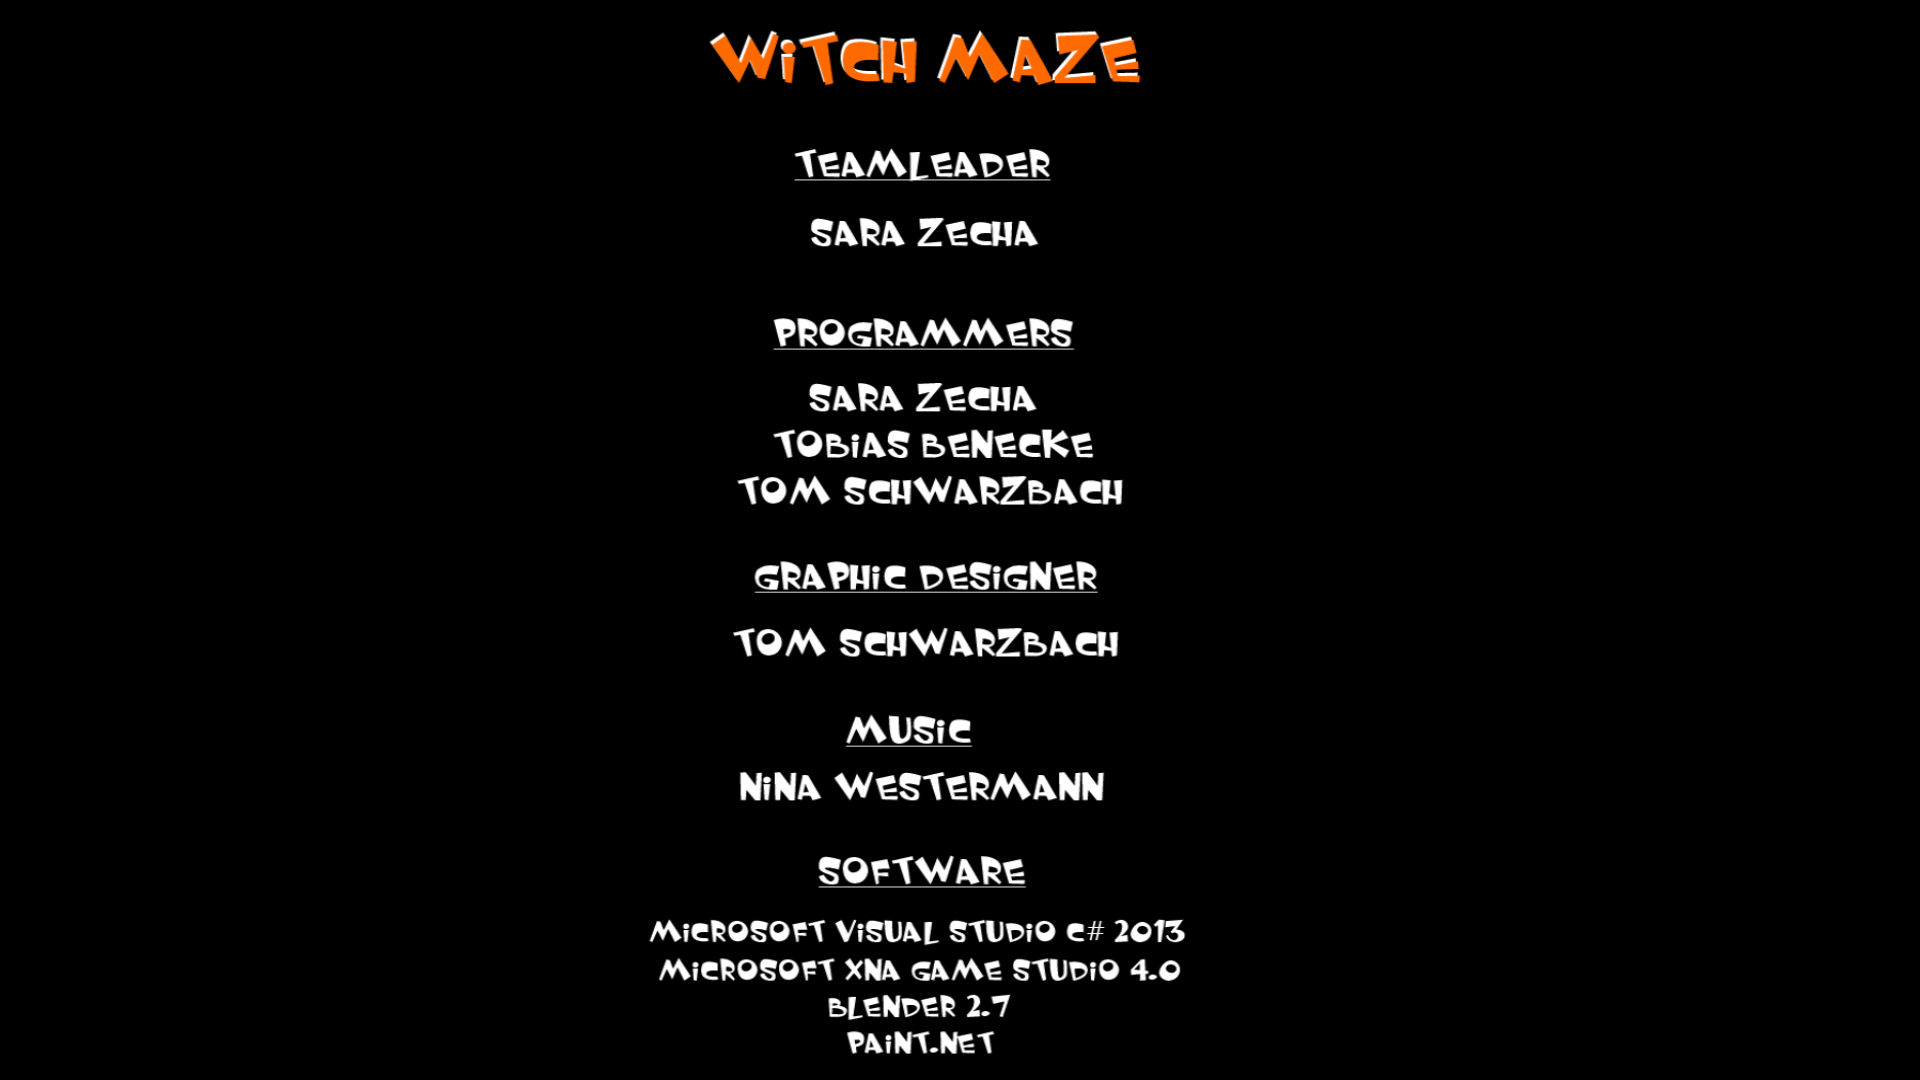 WiTCH MAZE
TEAMLEADER
SARA ZECHA
PROGRAMMERS
SARA ZECHA
TOBiAS BENECKE
TOM SCHWARZBACH
GRAPHiC DESiGNER
TOM SCHWARZBACH
MUSiC
NiNA WESTERMANN
SOFTWARE
MiCROSOFT ViSUAL STUDiO C# 2013
MiCROSOFT XNA GAME STUDiO 4.0
BLENDER 2.7
PAiNT.NET